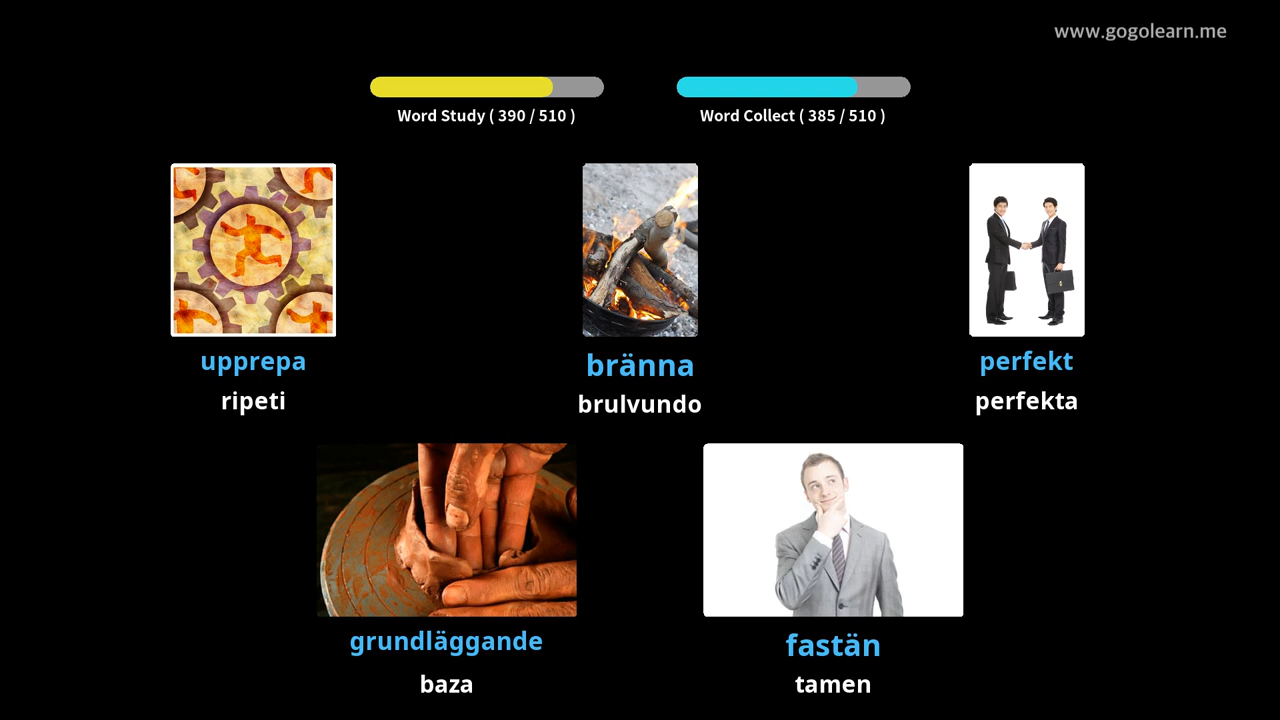 www.gogolearn.me
Word Study ( 390 / 510 )
Word Collect ( 385 / 510 )
upprepa
ripeti
bränna
brulvundo
perfekt
perfekta
grundläggande
baza
fastän
tamen